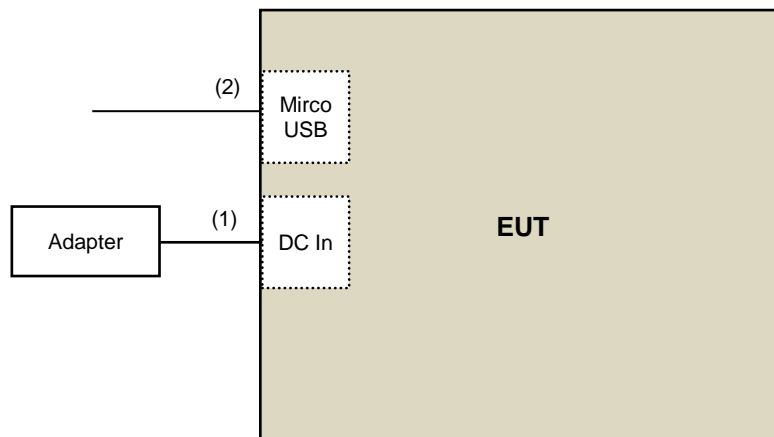 (2)
Mirco
USB
(1)
Adapter
DC In
EUT